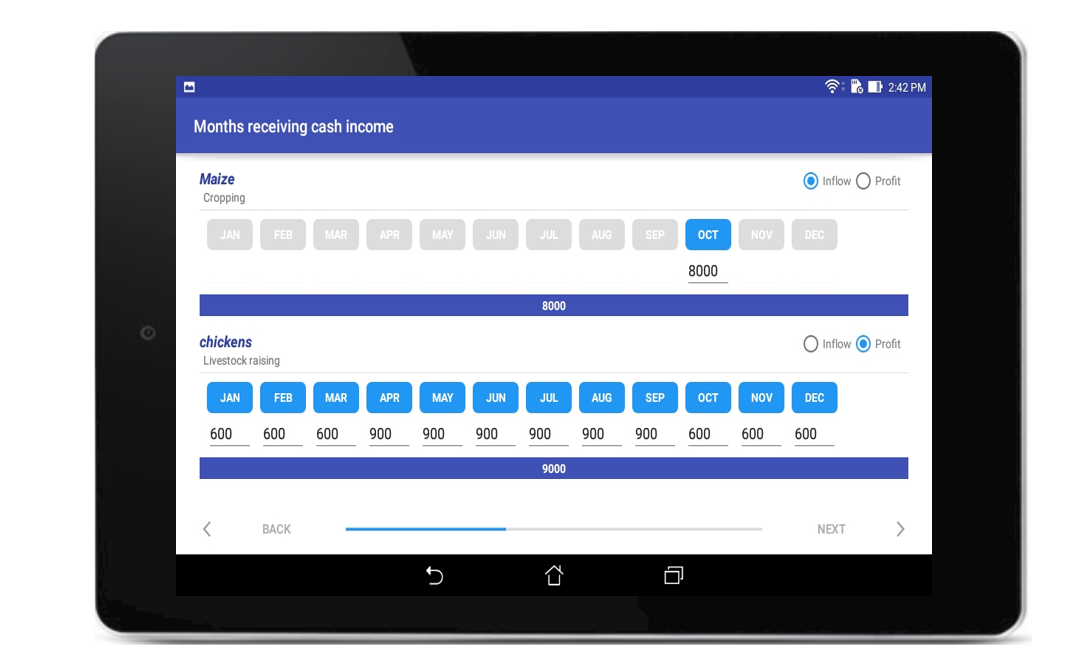 2:42 PM
Months receiving cash income
Maize
Inflow Profit
Cropping
JAN FEB MAR APR MAY JUN JUL AUG SEP OCT NOV DEC
8000
8000
chickens
Inflow Profit
Livestock raising
JAN FEB MAR APR MAY JUN JUL AUG SEP OCT NOV DEC
600 600 600 900 900 900 900 900 900 600 600 600
9000
BACK NEXT